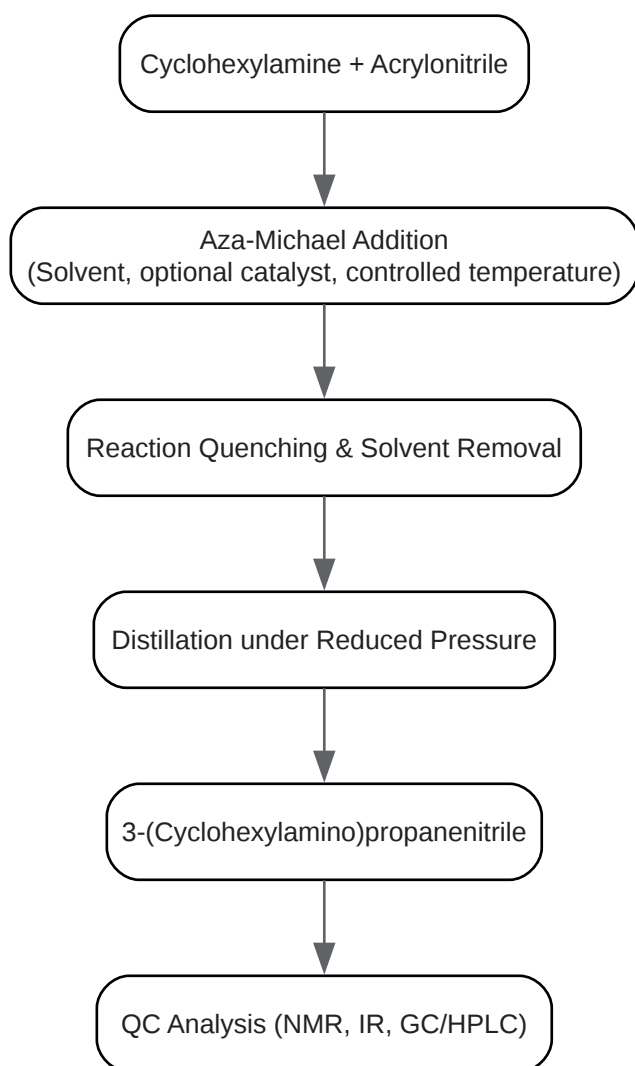 Cyclohexylamine + Acrylonitrile
Aza-Michael Addition
(Solvent, optional catalyst, controlled temperature)
Reaction Quenching & Solvent Removal
Distillation under Reduced Pressure
3-(Cyclohexylamino)propanenitrile
QC Analysis (NMR, IR, GC/HPLC)